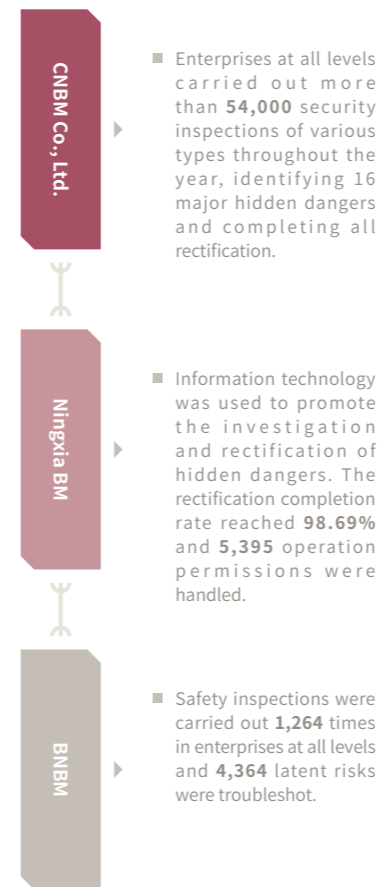 CNBM Co., Ltd.
Enterprises at all levels
carried out more
than 54,000 security
inspections of various
types throughout the
year, identifying 16
major hidden dangers
and completing all
rectification.
Ningxia BM
Information technology
was used to promote
the investigation
and rectification of
hidden dangers. The
rectification completion
rate reached 98.69%
and 5,395 operation
permissions were
handled.
BNBM
Safety inspections were
carried out 1,264 times
in enterprises at all levels
and 4,364 latent risks
were troubleshot.